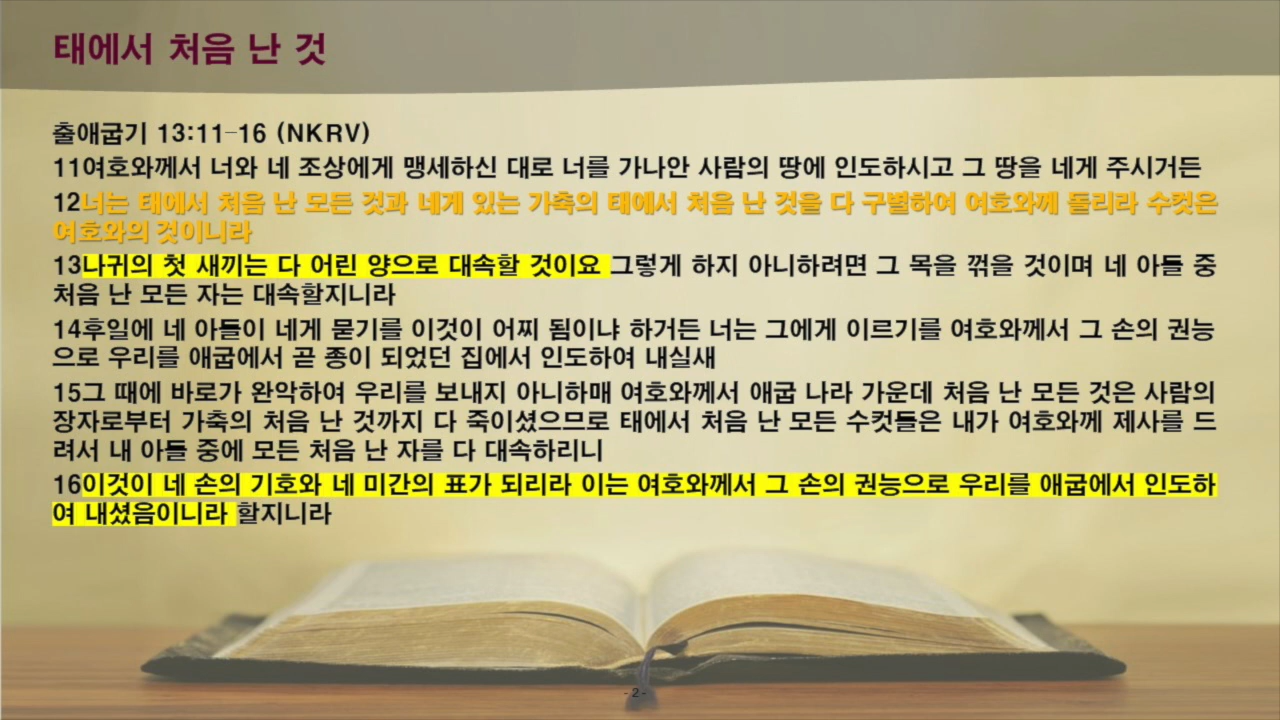 태에서 처음 난 것
출애굽기 13:11-16 (NKRV)
11여호와께서 너와 네 조상에게 맹세하신 대로 너를 가나안 사람의 땅에 인도하시고 그 땅을 네게 주시거든
12너는 태에서 처음 난 모든 것과 네게 있는 가축의 태에서 처음 난 것을 다 구별하여 여호와께 돌리라 수컷은
여호와의 것이니라
13나귀의 첫 새끼는 다 어린 양으로 대속할 것이요 그렇게 하지 아니하려면 그 목을 꺾을 것이며 네 아들 중
처음 난 모든 자는 대속할지니라
14후일에 네 아들이 네게 묻기를 이것이 어찌 됨이냐 하거든 너는 그에게 이르기를 여호와께서 그 손의 권능
으로 우리를 애굽에서 곧 종이 되었던 집에서 인도하여 내실새
15그 때에 바로가 완악하여 우리를 보내지 아니하매 여호와께서 애굽 나라 가운데 처음 난 모든 것은 사람의
장자로부터 가축의 처음 난 것까지 다 죽이셨으므로 태에서 처음 난 모든 수컷들은 내가 여호와께 제사를 드
려서 내 아들 중에 모든 처음 난 자를 다 대속하리니
16이것이 네 손의 기호와 네 미간의 표가 되리라 이는 여호와께서 그 손의 권능으로 우리를 애굽에서 인도하
여 내셨음이니라 할지니라
- 2 -